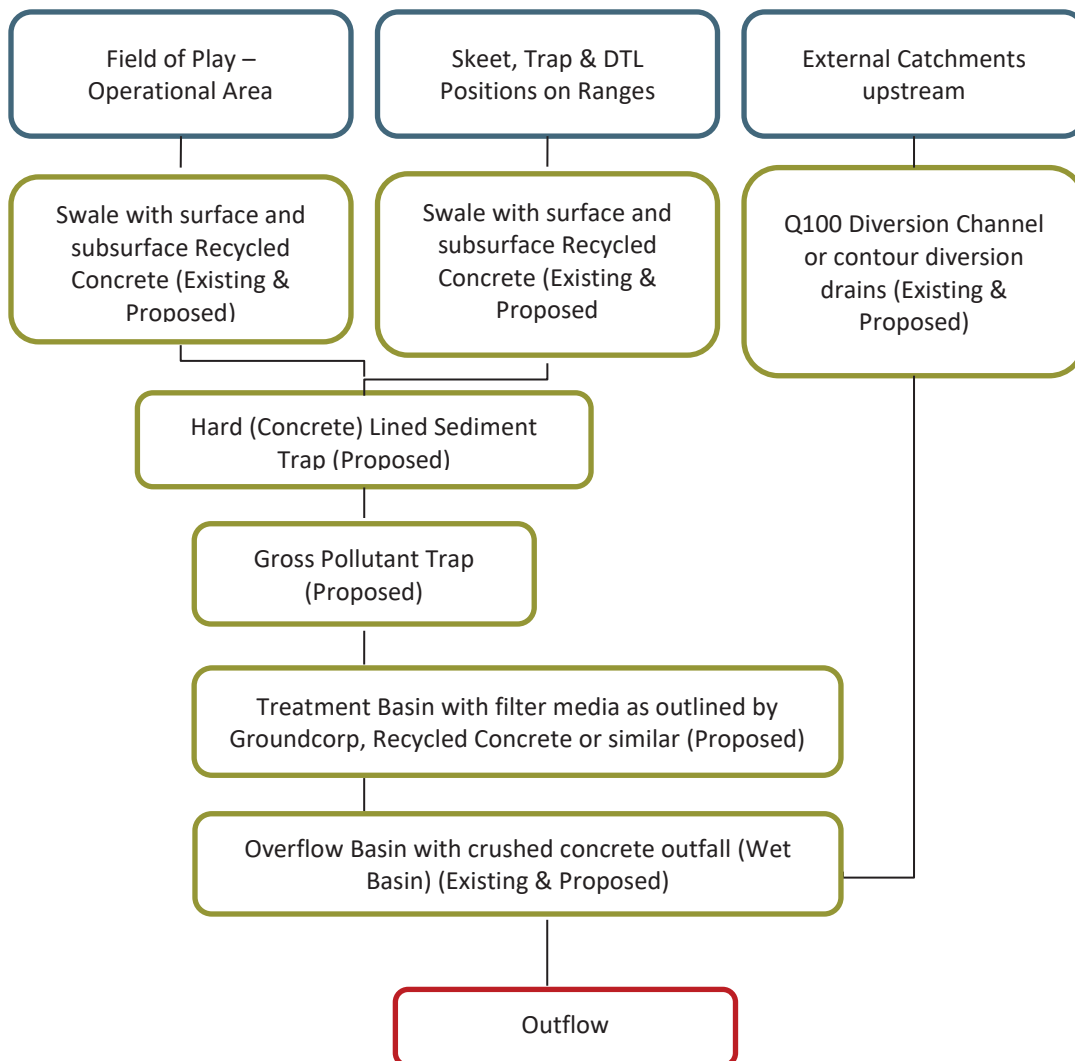 Field of Play –
Operational Area
Skeet, Trap & DTL
Positions on Ranges
External Catchments
upstream
Swale with surface and
subsurface Recycled
Concrete (Existing &
Proposed)
Swale with surface and
subsurface Recycled
Concrete (Existing &
Proposed
Q100 Diversion Channel
or contour diversion
drains (Existing &
Proposed)
Hard (Concrete) Lined Sediment
Trap (Proposed)
Gross Pollutant Trap
(Proposed)
Treatment Basin with filter media as outlined by
Groundcorp, Recycled Concrete or similar (Proposed)
Overflow Basin with crushed concrete outfall (Wet
Basin) (Existing & Proposed)
Outflow